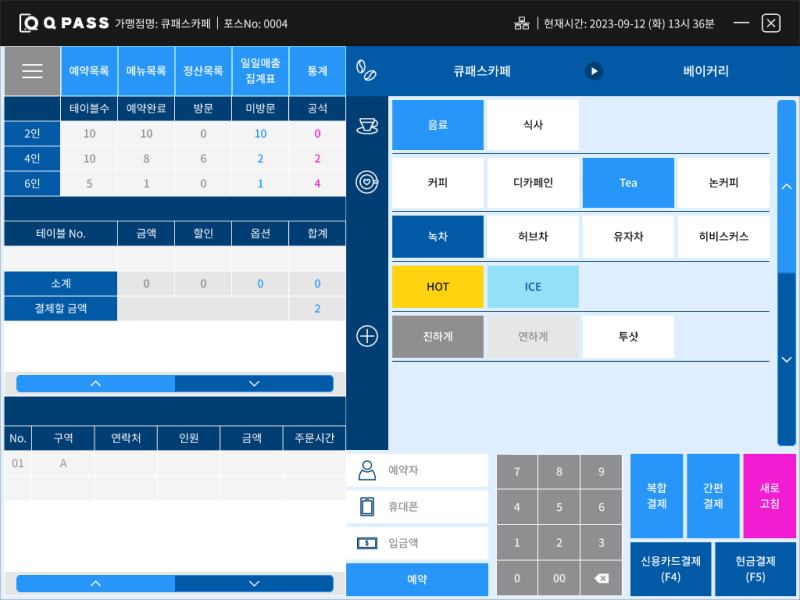 Q PASS 가맹점명: 큐패스카페 | 포스No: 0004
현재시간: 2023-09-12 (화) 13시 36분
예약목록 메뉴목록 정산목록 일일매출 집계표 통계
테이블수 예약완료 방문 미방문 공석
2인 10 10 0 10 0
4인 10 8 6 2 2
6인 5 1 0 1 4
테이블 No. 금액 할인 옵션 합계
소계 0 0 0 0
결제할 금액 2
No. 구역 연락처 인원 금액 주문시간
01 A
큐패스카페 베이커리
음료 식사
커피 디카페인 Tea 논커피
녹차 허브차 유자차 히비스커스
HOT ICE
진하게 연하게 투샷
예약자
휴대폰
$ 입금액
예약
7 8 9
4 5 6
1 2 3
0 00
복합 결제
간편 결제
새로 고침
신용카드결제 (F4)
현금결제 (F5)